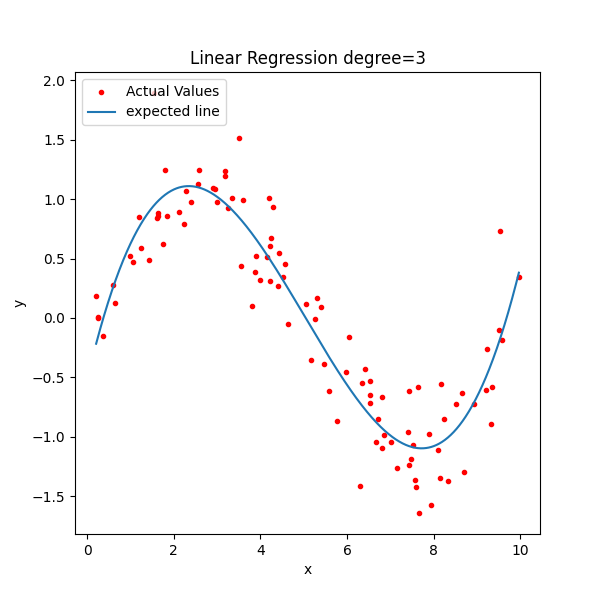 Linear Regression degree=3
Actual Values
expected line
2.0
1.5
1.0
0.5
0.0
−0.5
−1.0
−1.5
y
0 2 4 6 8 10
x